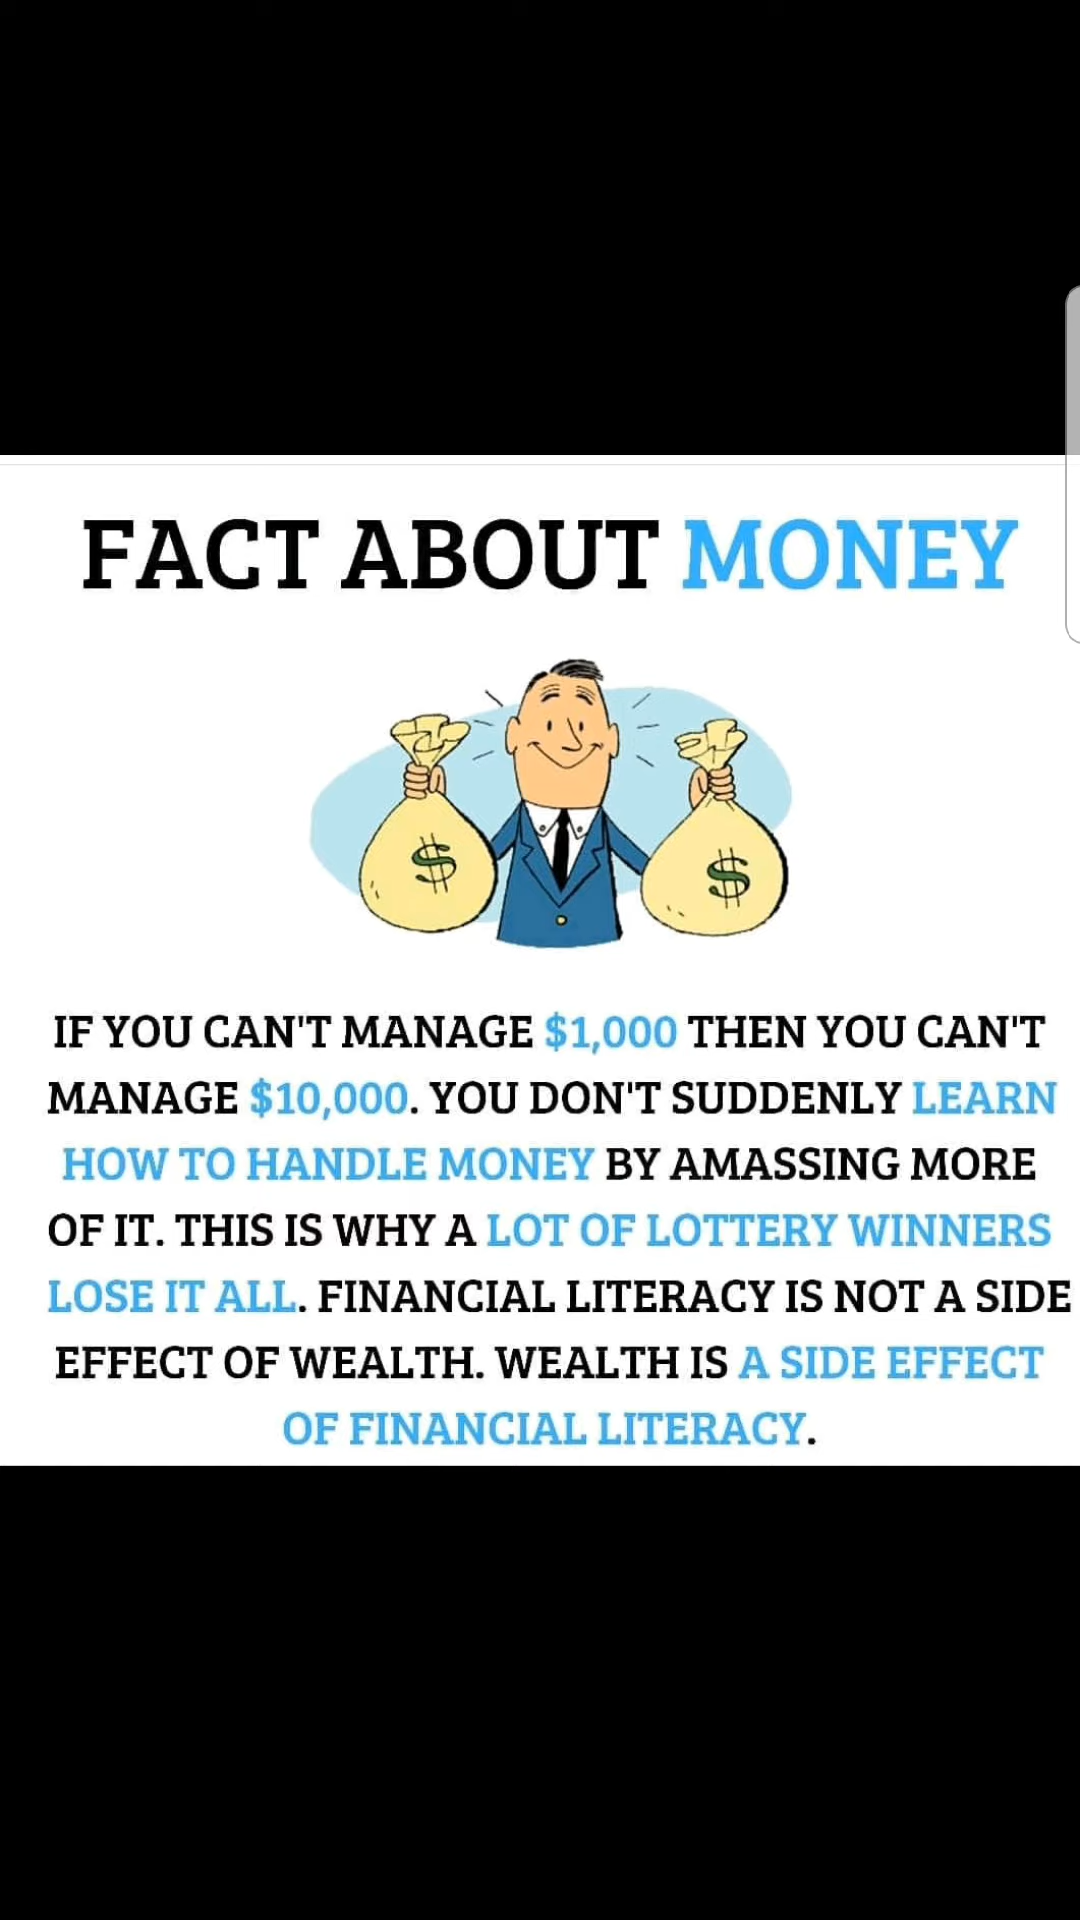 FACT ABOUT MONEY
$
$
IF YOU CAN'T MANAGE $1,000 THEN YOU CAN'T
MANAGE $10,000. YOU DON'T SUDDENLY LEARN
HOW TO HANDLE MONEY BY AMASSING MORE
OF IT. THIS IS WHY A LOT OF LOTTERY WINNERS
LOSE IT ALL. FINANCIAL LITERACY IS NOT A SIDE
EFFECT OF WEALTH. WEALTH IS A SIDE EFFECT
OF FINANCIAL LITERACY.